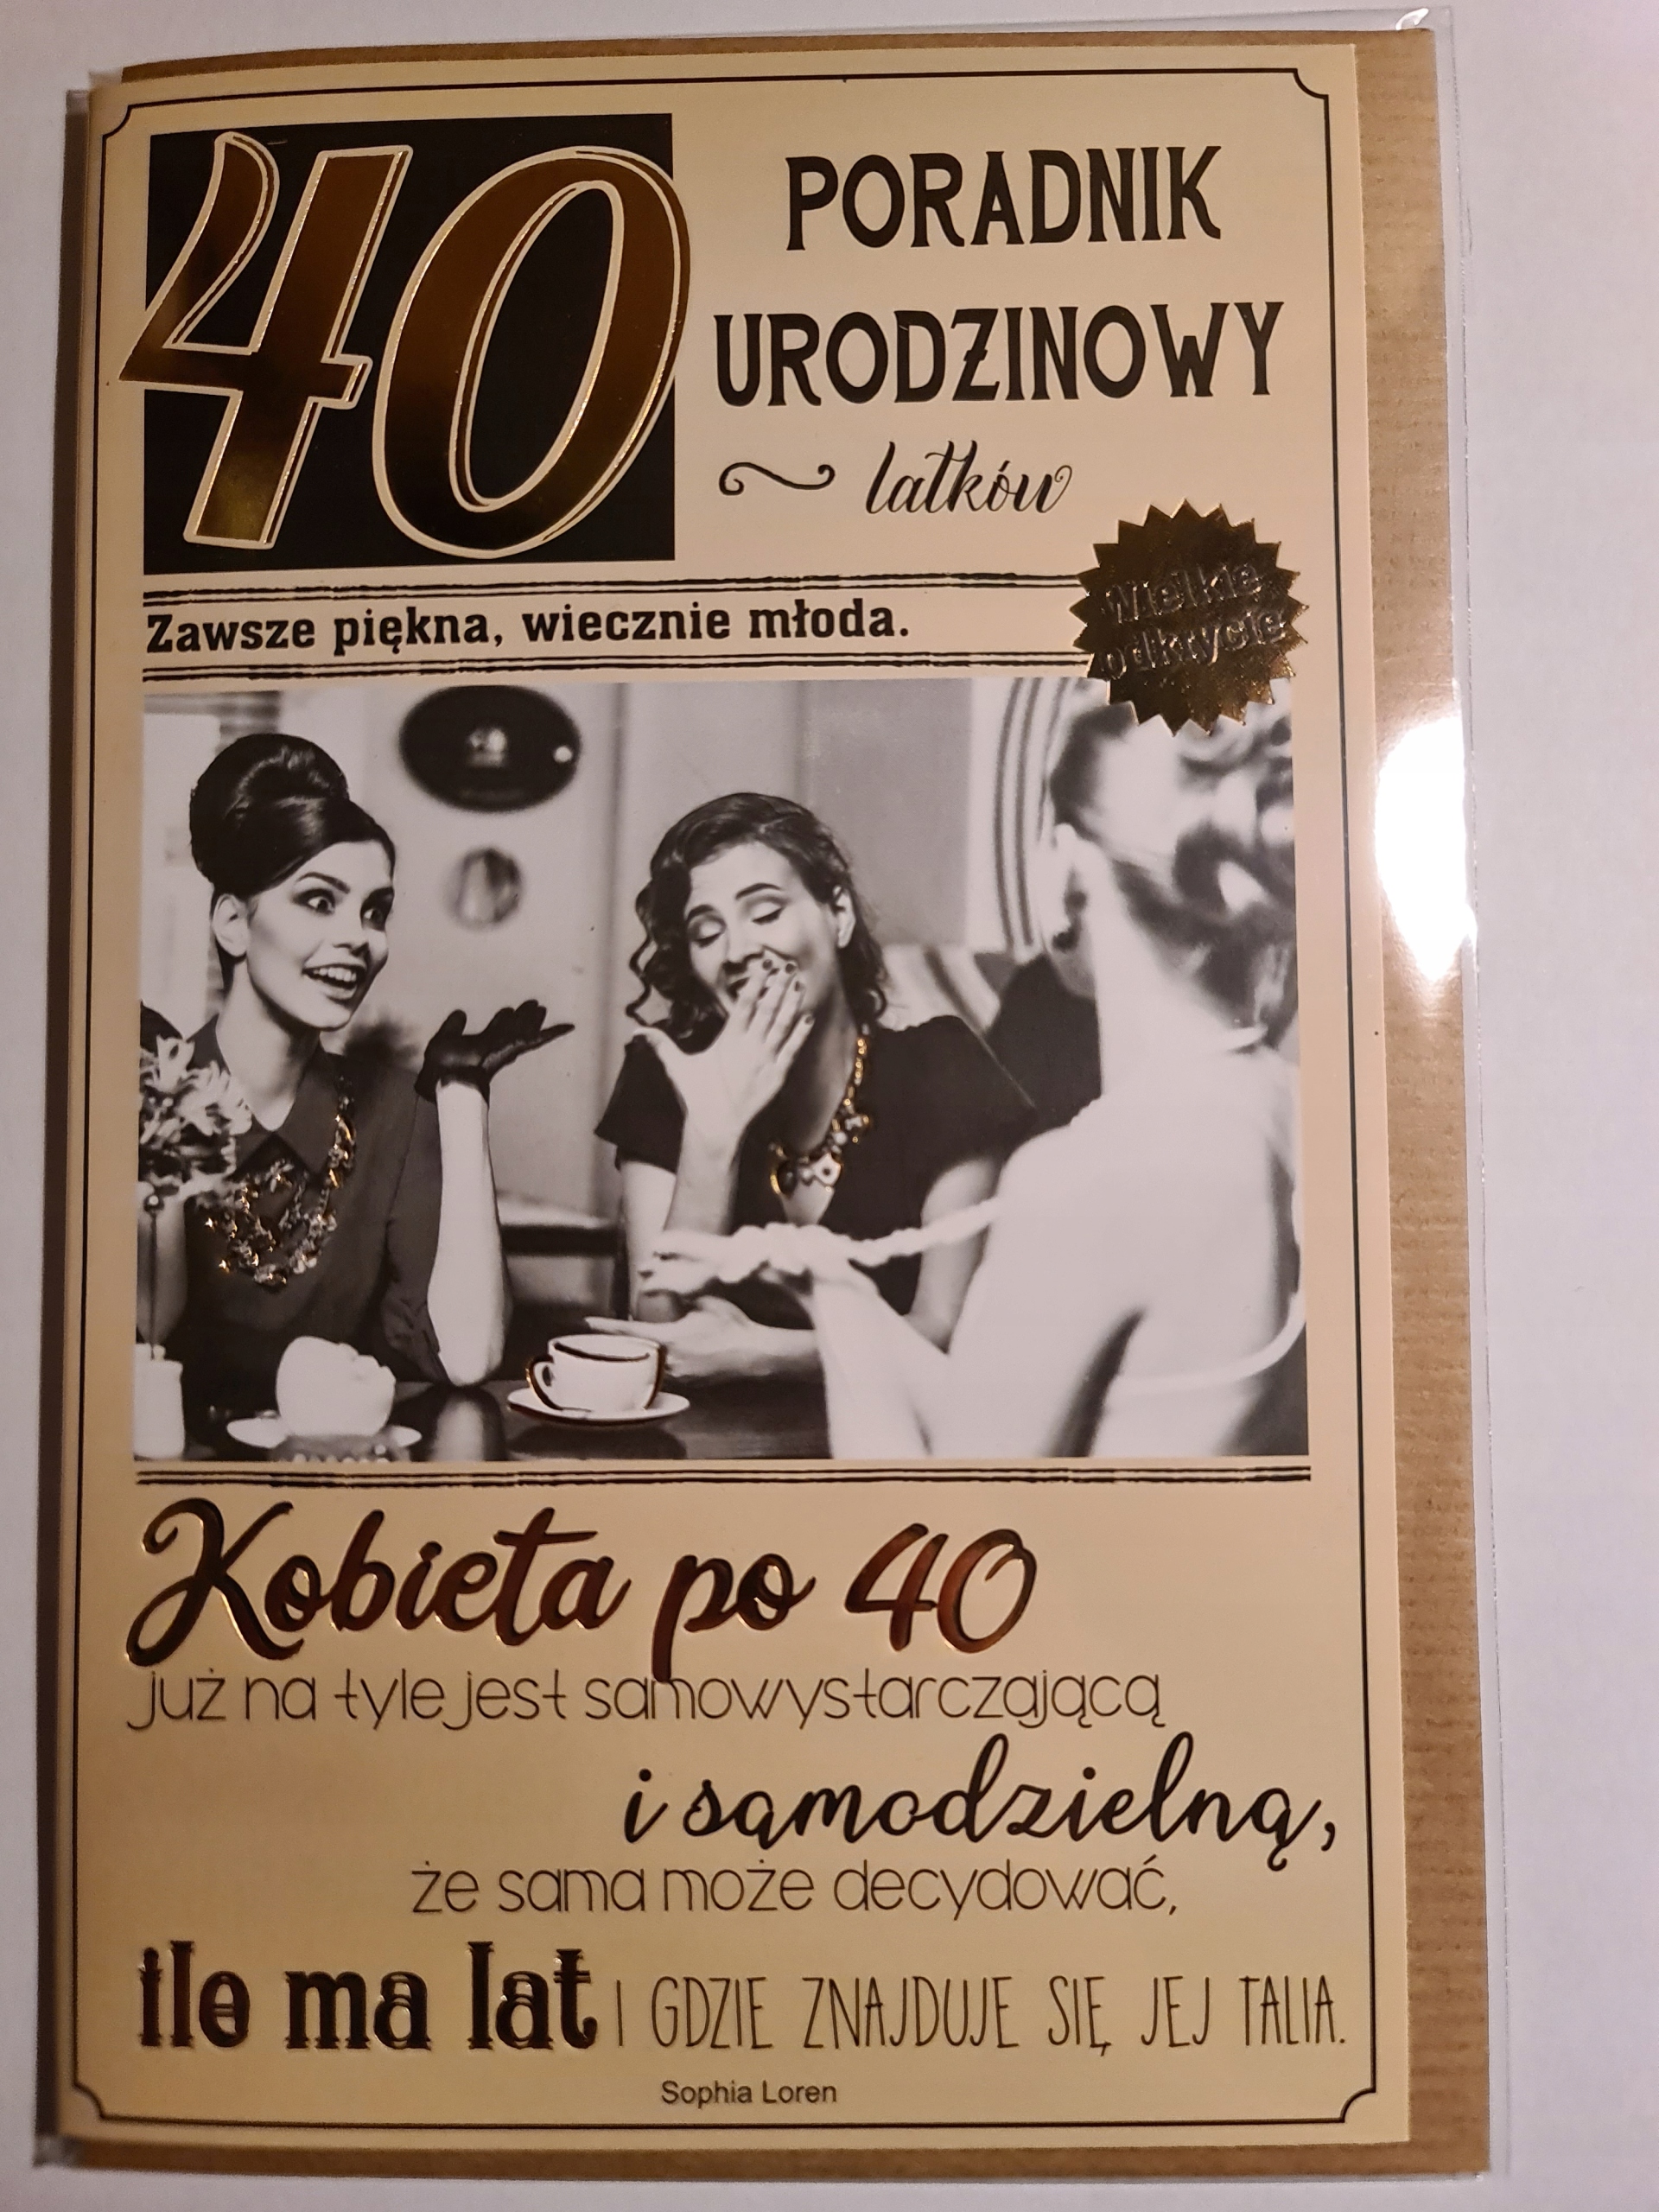 40
PORADNIK
URODZINOWY
latków
Zawsze piękna, wiecznie młoda.
Wielkie
odkrycie
Kobieta po 40
już na tyle jest samowystarczającą
i samodzielną,
że sama może decydować,
ile ma lat I GDZIE ZNAJDUJE SIĘ JEJ TALIA.
Sophia Loren